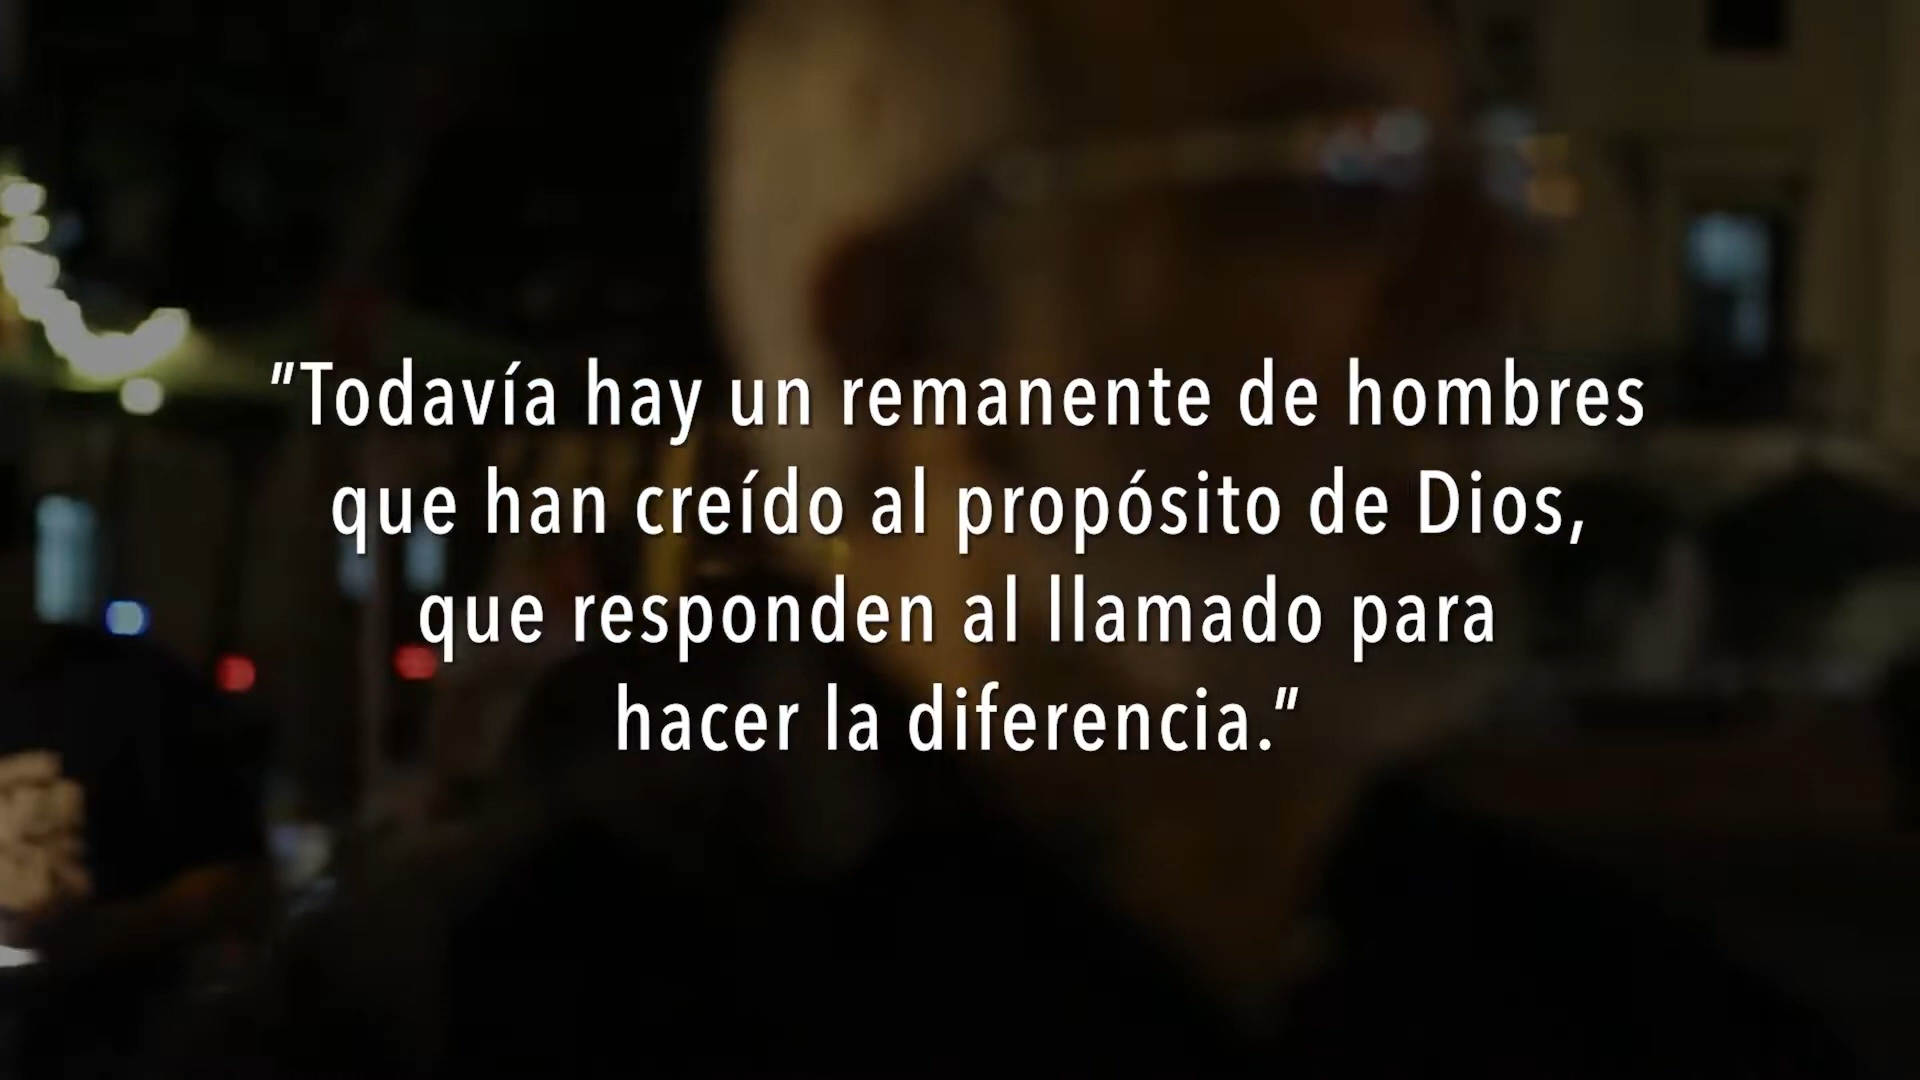 "Todavía hay un remanente de hombres
que han creído al propósito de Dios,
que responden al llamado para
hacer la diferencia."